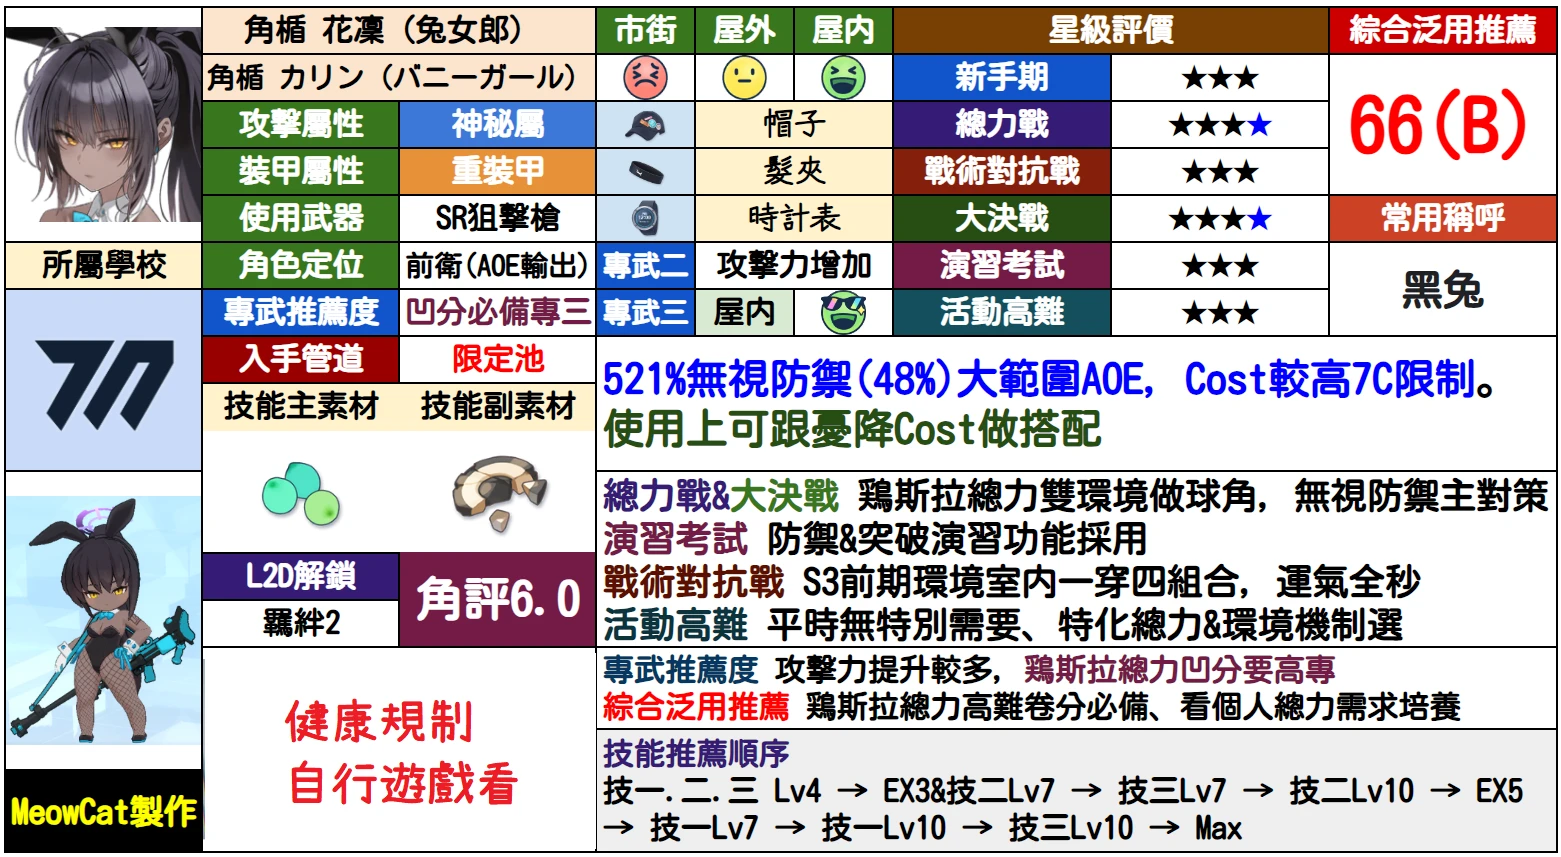 角楯 花凜（兔女郎）
市街
屋外
屋内
星級評價
綜合泛用推薦
角楯 カリン（バニーガール）
新手期
★★★
66(B)
攻擊屬性
神秘屬
帽子
總力戰
★★★★
裝甲屬性
重裝甲
髮夾
戰術對抗戰
★★★
使用武器
SR狙擊槍
時計表
大決戰
★★★★
常用稱呼
所屬學校
角色定位
前衛(AOE輸出)
專武二
攻擊力增加
演習考試
★★★
黑兔
專武推薦度
凹分必備專三
專武三
屋内
活動高難
★★★
入手管道
限定池
521%無視防禦(48%)大範圍AOE, Cost較高7C限制。
使用上可跟憂降Cost做搭配
技能主素材
技能副素材
總力戰&大決戰 鶏斯拉總力雙環境做球角, 無視防禦主對策
演習考試 防禦&突破演習功能採用
戰術對抗戰 S3前期環境室内一穿四組合, 運氣全秒
活動高難 平時無特別需要、特化總力&環境機制選
L2D解鎖
羈絆2
角評6.0
專武推薦度 攻擊力提升較多, 鶏斯拉總力凹分要高專
綜合泛用推薦 鶏斯拉總力高難卷分必備、看個人總力需求培養
健康規制
自行遊戲看
技能推薦順序
技一.二.三 Lv4 → EX3&技二Lv7 → 技三Lv7 → 技二Lv10 → EX5
→ 技一Lv7 → 技一Lv10 → 技三Lv10 → Max
MeowCat製作